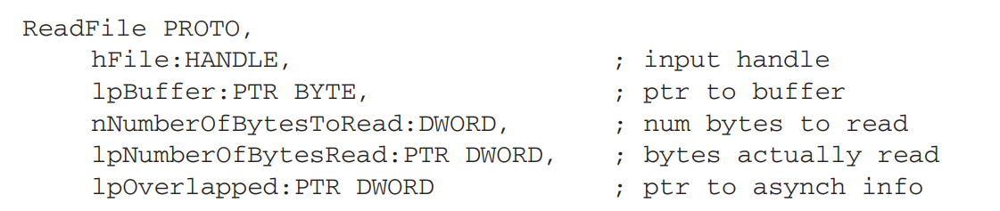 ReadFile PROTO,
hFile:HANDLE, ; input handle
lpBuffer:PTR BYTE, ; ptr to buffer
nNumberOfBytesToRead:DWORD, ; num bytes to read
lpNumberOfBytesRead:PTR DWORD, ; bytes actually read
lpOverlapped:PTR DWORD ; ptr to asynch info